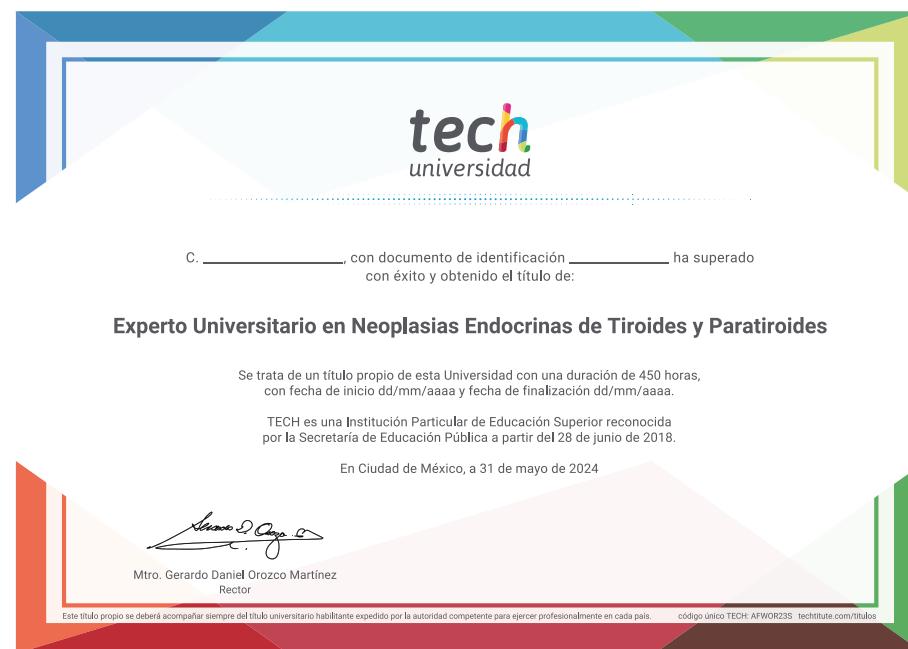 tech
universidad
C. ____________, con documento de identificación ____________ ha superado
con éxito y obtenido el título de:
Experto Universitario en Neoplasias Endocrinas de Tiroides y Paratiroides
Se trata de un título propio de esta Universidad con una duración de 450 horas,
con fecha de inicio dd/mm/aaaa y fecha de finalización dd/mm/aaaa.
TECH es una Institución Particular de Educación Superior reconocida
por la Secretaría de Educación Pública a partir del 28 de junio de 2018.
En Ciudad de México, a 31 de mayo de 2024
Mtro. Gerardo Daniel Orozco Martínez
Rector
Este título propio se deberá acompañar siempre del título universitario habilitante expedido por la autoridad competente para ejercer profesionalmente en cada país. código único TECH: AFWOR23S techtitute.com/titulos